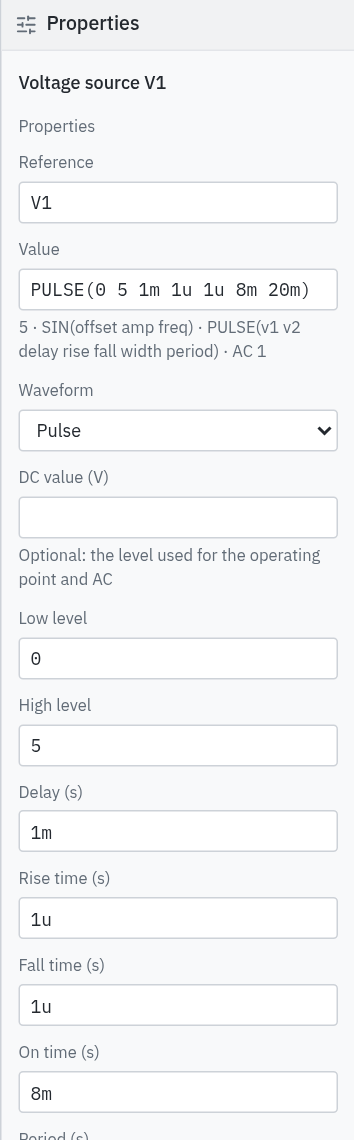 Properties
Voltage source V1
Properties
Reference
V1
Value
PULSE(0 5 1m 1u 1u 8m 20m)
5 · SIN(offset amp freq) · PULSE(v1 v2
delay rise fall width period) · AC 1
Waveform
Pulse
DC value (V)
Optional: the level used for the operating
point and AC
Low level
0
High level
5
Delay (s)
1m
Rise time (s)
1u
Fall time (s)
1u
On time (s)
8m
Period (s)